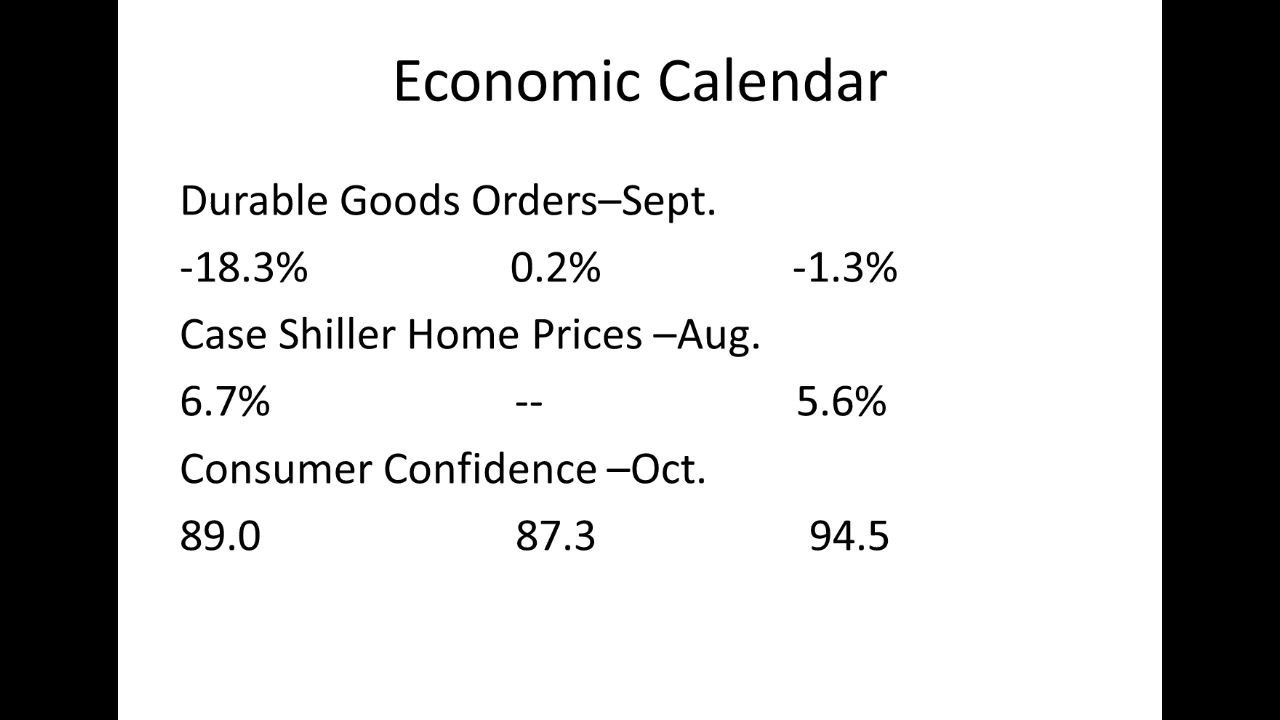 Economic Calendar
Durable Goods Orders–Sept.
-18.3% 0.2% -1.3%
Case Shiller Home Prices –Aug.
6.7% -- 5.6%
Consumer Confidence –Oct.
89.0 87.3 94.5